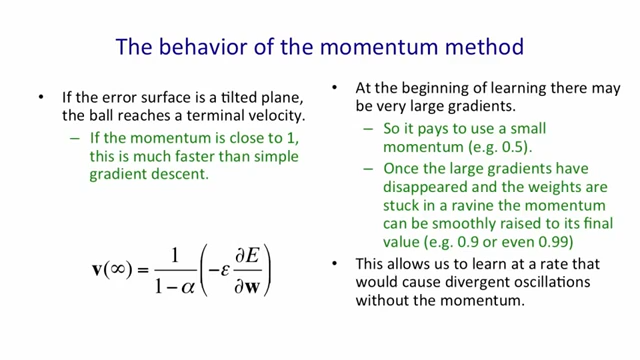 The behavior of the momentum method
• If the error surface is a tilted plane,
the ball reaches a terminal velocity.
– If the momentum is close to 1,
this is much faster than simple
gradient descent.
v(∞) = 1/(1−α) (−ε ∂E/∂w)
• At the beginning of learning there may
be very large gradients.
– So it pays to use a small
momentum (e.g. 0.5).
– Once the large gradients have
disappeared and the weights are
stuck in a ravine the momentum
can be smoothly raised to its final
value (e.g. 0.9 or even 0.99)
• This allows us to learn at a rate that
would cause divergent oscillations
without the momentum.